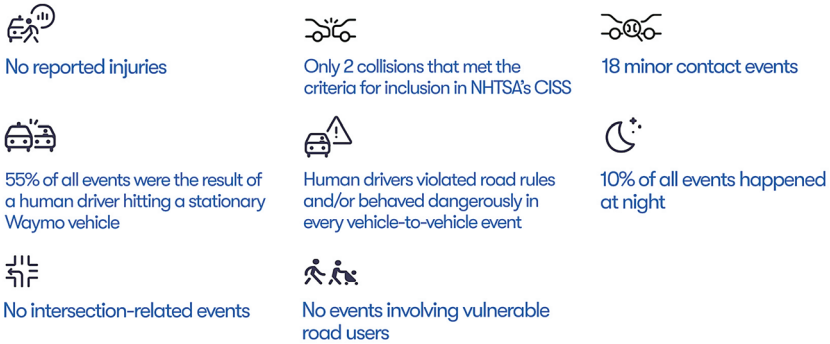 No reported injuries
Only 2 collisions that met the
criteria for inclusion in NHTSA's CISS
18 minor contact events
55% of all events were the result of
a human driver hitting a stationary
Waymo vehicle
Human drivers violated road rules
and/or behaved dangerously in
every vehicle-to-vehicle event
10% of all events happened
at night
No intersection-related events
No events involving vulnerable
road users